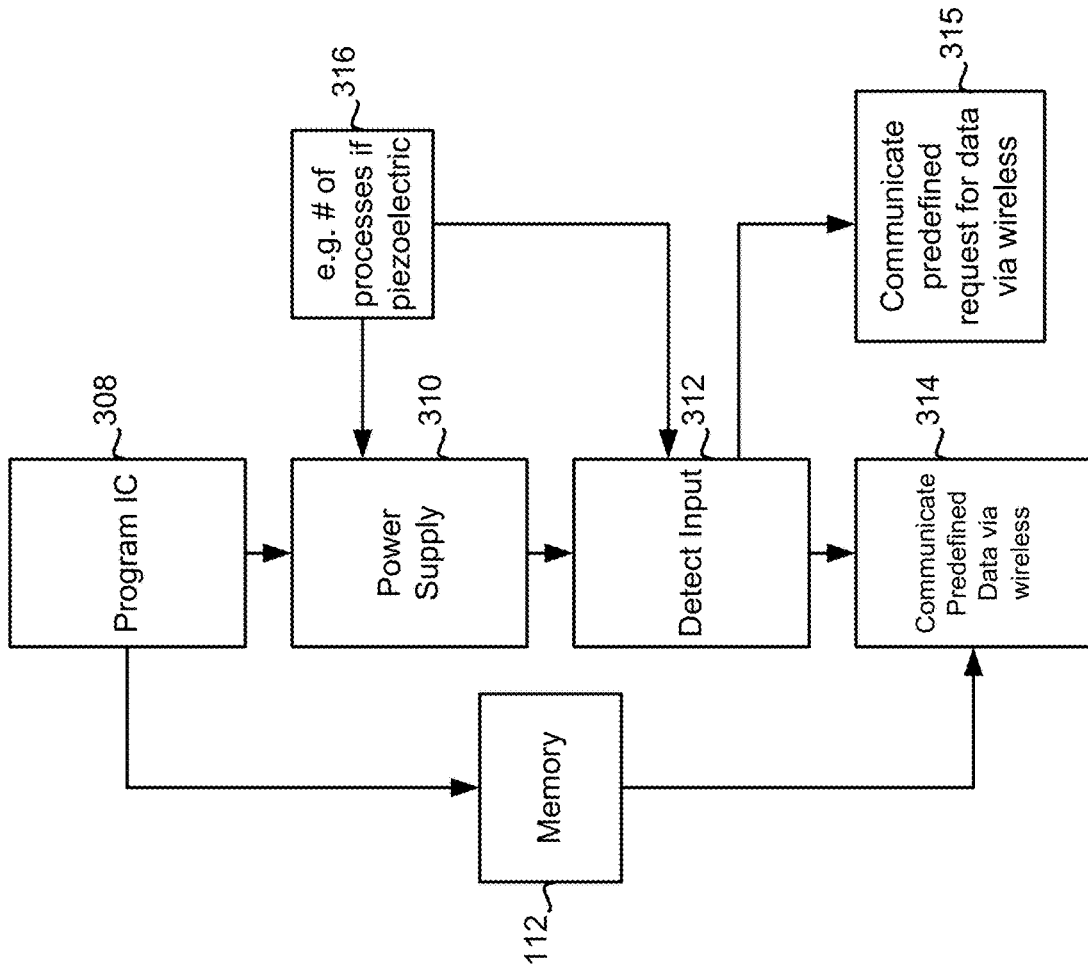 308
Program IC
316
e.g. # of
processes if
piezoelectric
310
Power
Supply
112
Memory
312
Detect Input
314
Communicate
Predefined
Data via
wireless
315
Communicate
predefined
request for data
via wireless